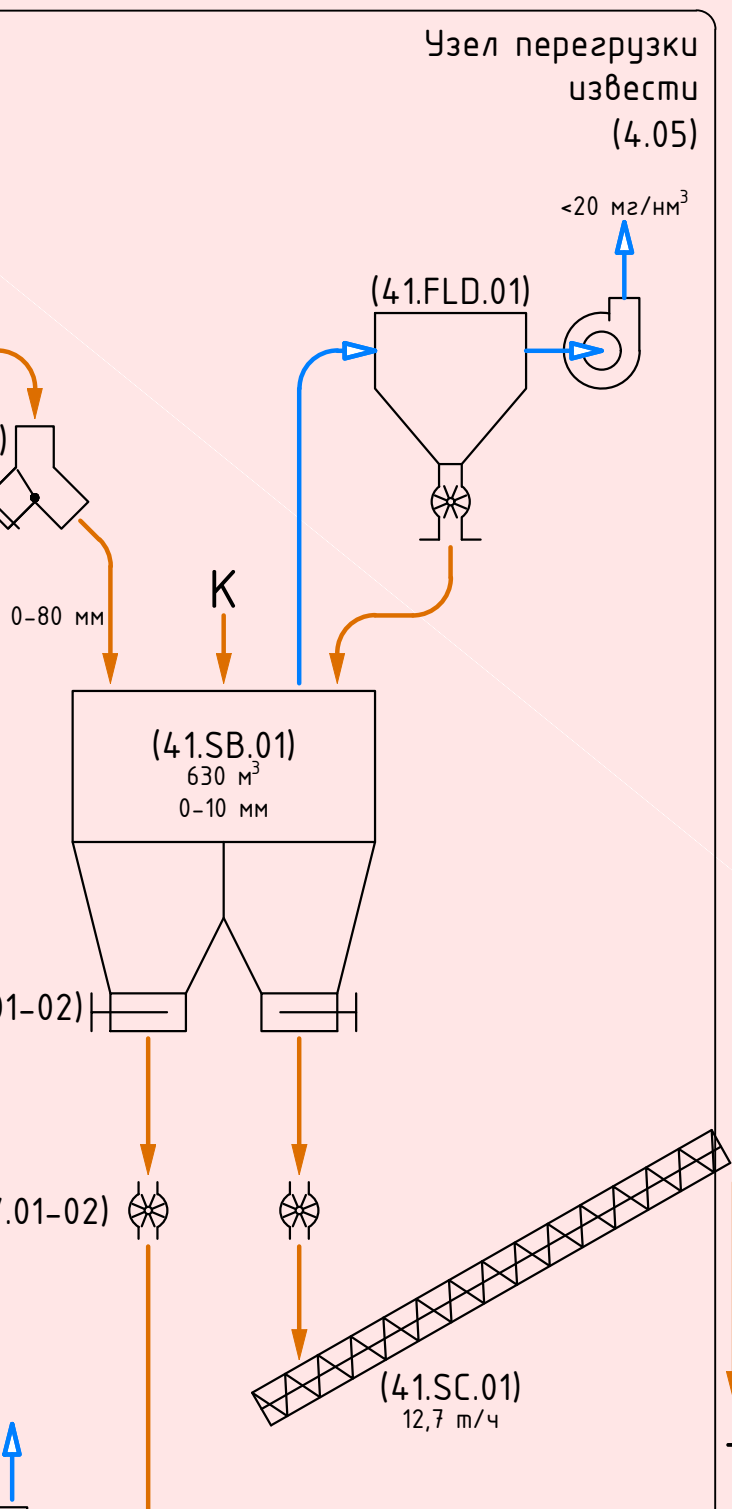 Узел перегрузки
извести
(4.05)
<20 мг/нм³
(41.FLD.01)
)
K
0-80 мм
(41.SB.01)
630 м³
0-10 мм
01-02)
.01-02)
(41.SC.01)
12,7 т/ч